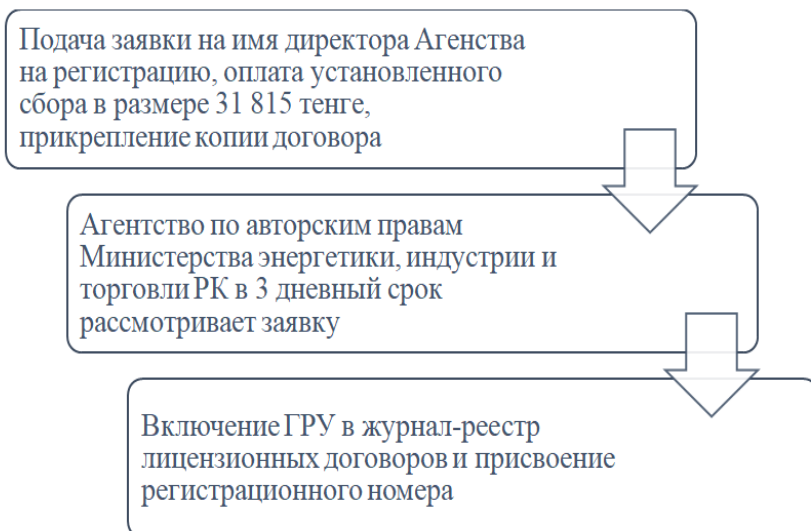 Подача заявки на имя директора Агенства
на регистрацию, оплата установленного
сбора в размере 31 815 тенге,
прикрепление копии договора
Агентство по авторским правам
Министерства энергетики, индустрии и
торговли РК в 3 дневный срок
рассмотривает заявку
Включение ГРУ в журнал-реестр
лицензионных договоров и присвоение
регистрационного номера